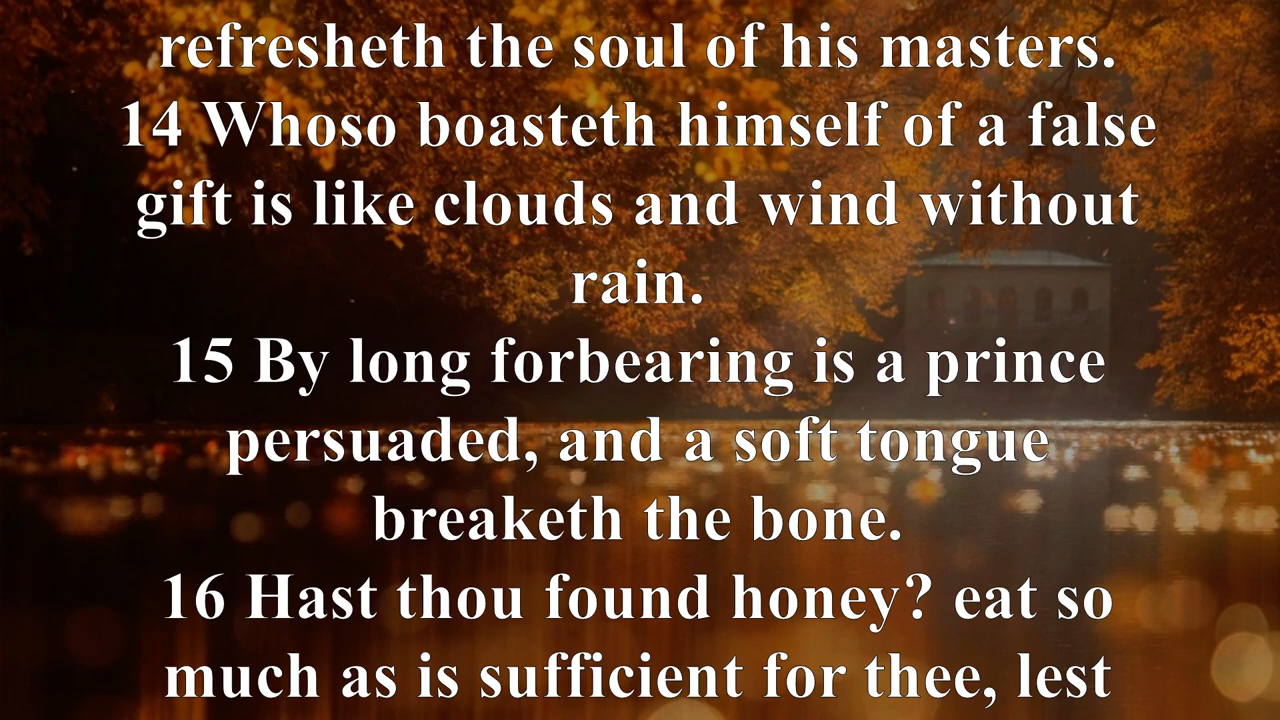 refresheth the soul of his masters.
14 Whoso boasteth himself of a false
gift is like clouds and wind without
rain.
15 By long forbearing is a prince
persuaded, and a soft tongue
breaketh the bone.
16 Hast thou found honey? eat so
much as is sufficient for thee, lest